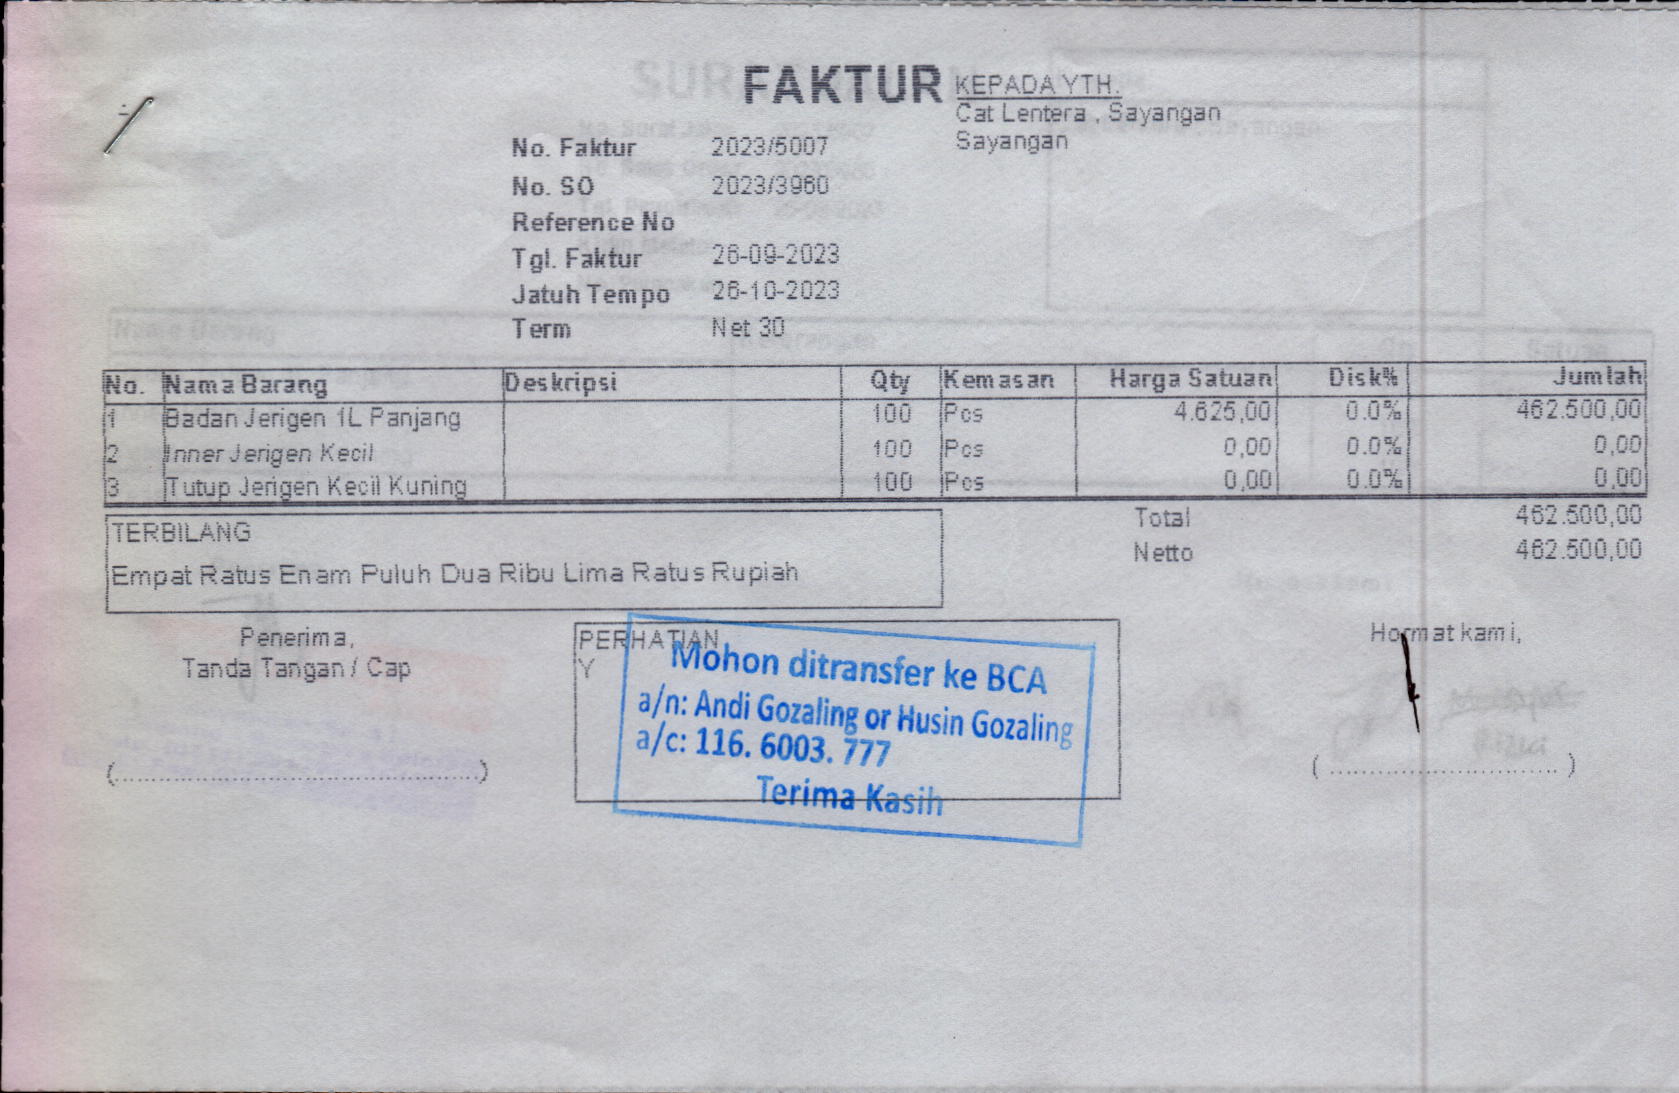 FAKTUR
KEPADA YTH.
Cat Lentera , Sayangan
Sayangan
No. Faktur 2023/5007
No. SO 2023/3960
Reference No
Tgl. Faktur 26-09-2023
Jatuh Tempo 26-10-2023
Term Net 30
No. Nama Barang Deskripsi Qty Kemasan Harga Satuan Disk% Jumlah
1 Badan Jerigen 1L Panjang 100 Pcs 4.625,00 0.0% 462.500,00
2 Inner Jerigen Kecil 100 Pcs 0,00 0.0% 0,00
3 Tutup Jerigen Kecil Kuning 100 Pcs 0,00 0.0% 0,00
Total 462.500,00
Netto 462.500,00
TERBILANG
Empat Ratus Enam Puluh Dua Ribu Lima Ratus Rupiah
Penerima,
Tanda Tangan / Cap
(....................................................)
PERHATIAN
Y
Mohon ditransfer ke BCA
a/n: Andi Gozaling or Husin Gozaling
a/c: 116. 6003. 777
Terima Kasih
Hormat kami,
( ................................ )